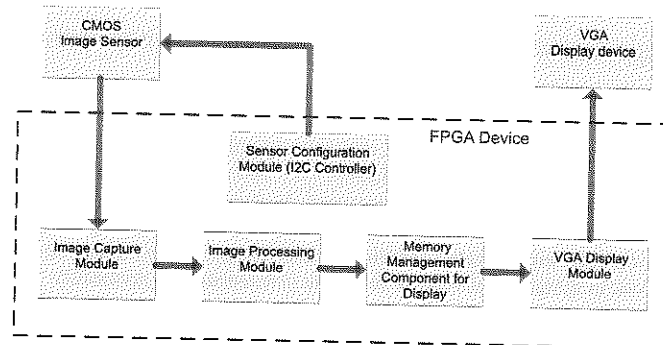 CMOS
Image Sensor
VGA
Display device
FPGA Device
Sensor Configuration
Module (I2C Controller)
Image Capture
Module
Image Processing
Module
Memory
Management
Component for
Display
VGA Display
Module